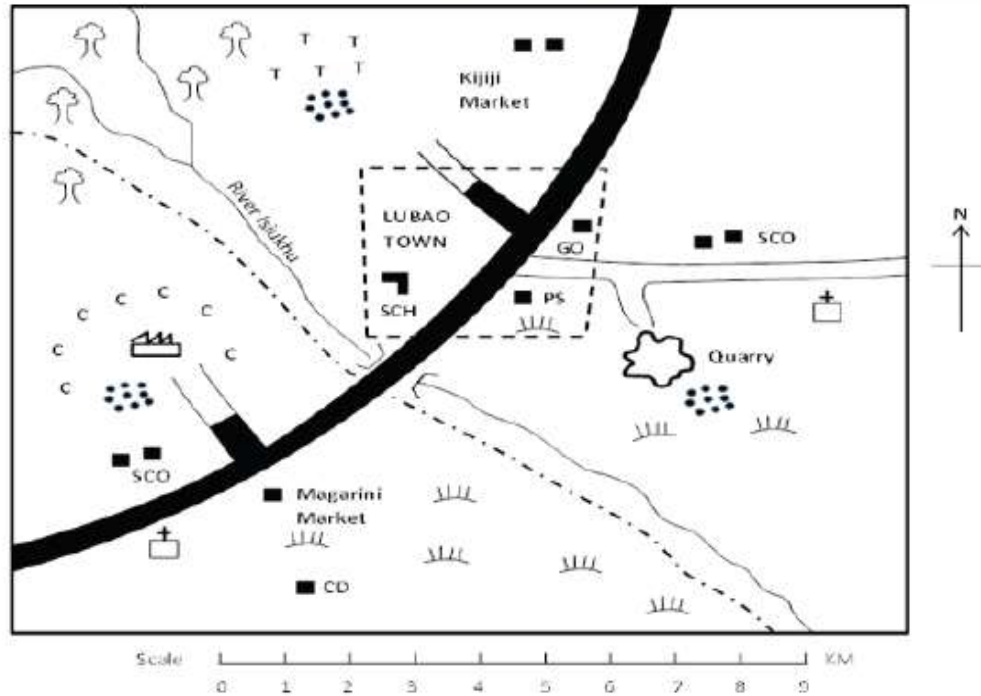 T T T
T T T
Kijiji
Market
River Isiukhu
LUBAO
TOWN
GO
SCO
N
SCH
PS
Quarry
C C C C
C C
C
SCO
Magarini
Market
CD
Scale
KM
0 1 2 3 4 5 6 7 8 9